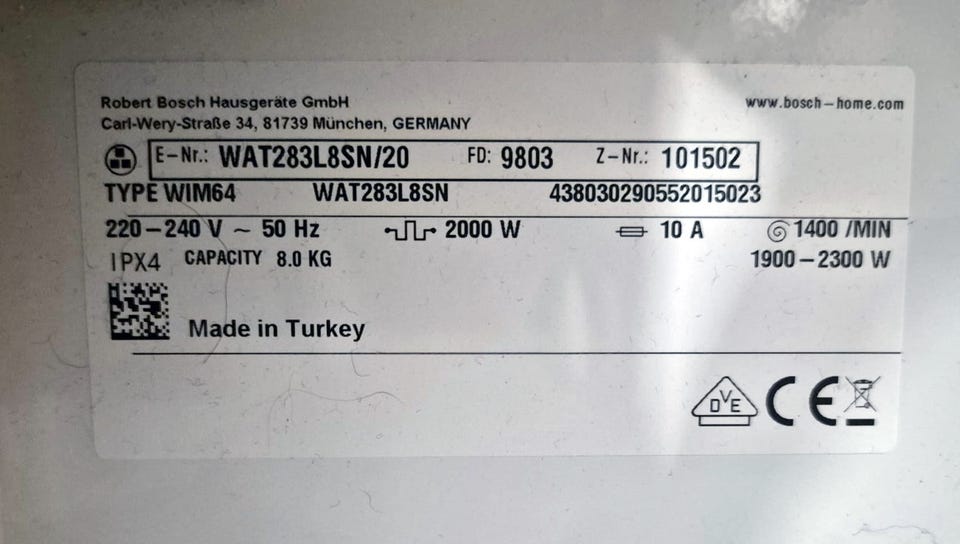 Robert Bosch Hausgeräte GmbH
www.bosch-home.com
Carl-Wery-Straße 34, 81739 München, GERMANY
E-Nr.: WAT283L8SN/20 FD: 9803 Z-Nr.: 101502
TYPE WIM64 WAT283L8SN 438030290552015023
220-240 V ~ 50 Hz 2000 W 10 A 1400 /MIN
IPX4 CAPACITY 8.0 KG 1900-2300 W
Made in Turkey
DVE CE